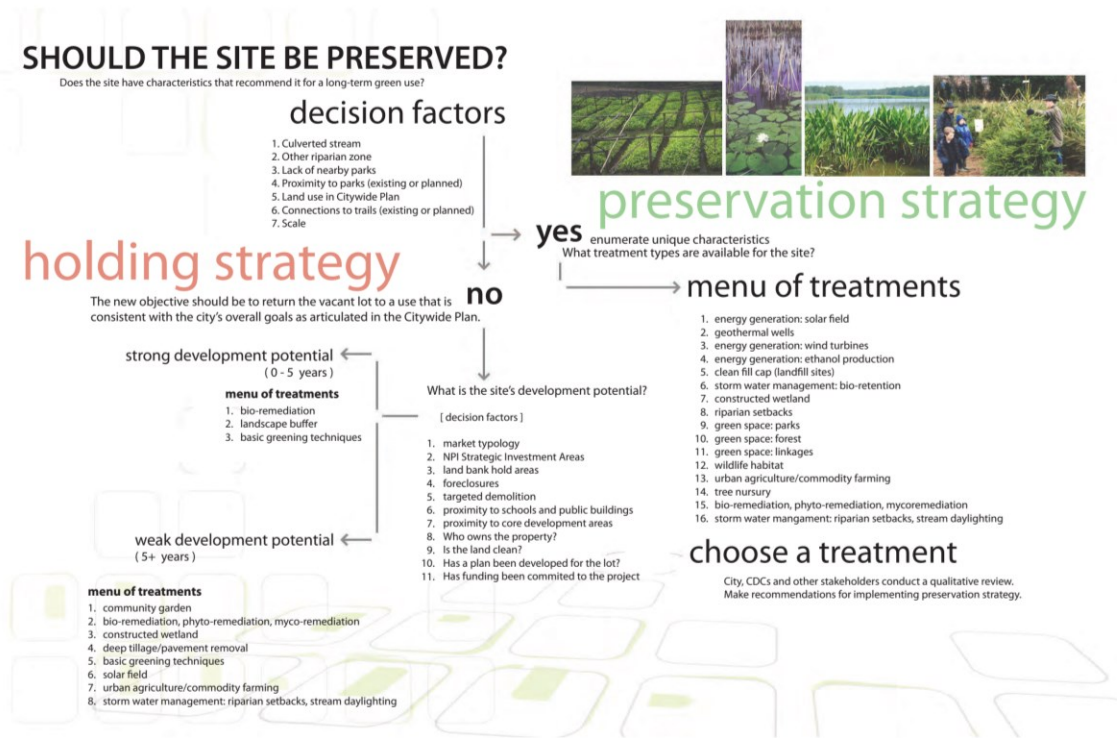 SHOULD THE SITE BE PRESERVED?
Does the site have characteristics that recommend it for a long-term green use?
decision factors
1. Culverted stream
2. Other riparian zone
3. Lack of nearby parks
4. Proximity to parks (existing or planned)
5. Land use in Citywide Plan
6. Connections to trails (existing or planned)
7. Scale
preservation strategy
yes enumerate unique characteristics
What treatment types are available for the site?
holding strategy
no
The new objective should be to return the vacant lot to a use that is
consistent with the city's overall goals as articulated in the Citywide Plan.
menu of treatments
1. energy generation: solar field
2. geothermal wells
3. energy generation: wind turbines
4. energy generation: ethanol production
5. clean fill cap (landfill sites)
6. storm water management: bio-retention
7. constructed wetland
8. riparian setbacks
9. green space: parks
10. green space: forest
11. green space: linkages
12. wildlife habitat
13. urban agriculture/commodity farming
14. tree nursury
15. bio-remediation, phyto-remediation, mycoremediation
16. storm water mangament: riparian setbacks, stream daylighting
choose a treatment
City, CDCs and other stakeholders conduct a qualitative review.
Make recommendations for implementing preservation strategy.
What is the site's development potential?
[ decision factors ]
1. market typology
2. NPI Strategic Investment Areas
3. land bank hold areas
4. foreclosures
5. targeted demolition
6. proximity to schools and public buildings
7. proximity to core development areas
8. Who owns the property?
9. Is the land clean?
10. Has a plan been developed for the lot?
11. Has funding been commited to the project
strong development potential
( 0 - 5 years )
menu of treatments
1. bio-remediation
2. landscape buffer
3. basic greening techniques
weak development potential
( 5+ years )
menu of treatments
1. community garden
2. bio-remediation, phyto-remediation, myco-remediation
3. constructed wetland
4. deep tillage/pavement removal
5. basic greening techniques
6. solar field
7. urban agriculture/commodity farming
8. storm water management: riparian setbacks, stream daylighting